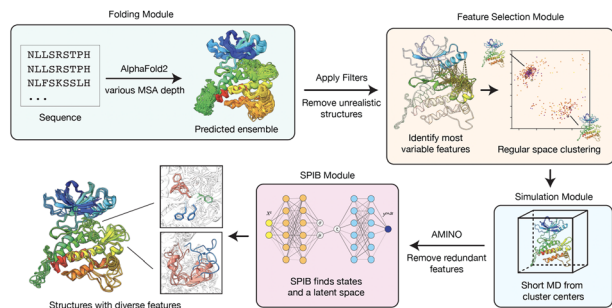 Folding Module
NLLSRSTPH
NLLSRSTPH
NLFSKSSLH
...
Sequence
AlphaFold2
various MSA depth
Predicted ensemble
Apply Filters
Remove unrealistic
structures
Feature Selection Module
Identify most
variable features
Regular space clustering
Simulation Module
Short MD from
cluster centers
AMINO
Remove redundant
features
SPIB Module
SPIB finds states
and a latent space
Structures with diverse features